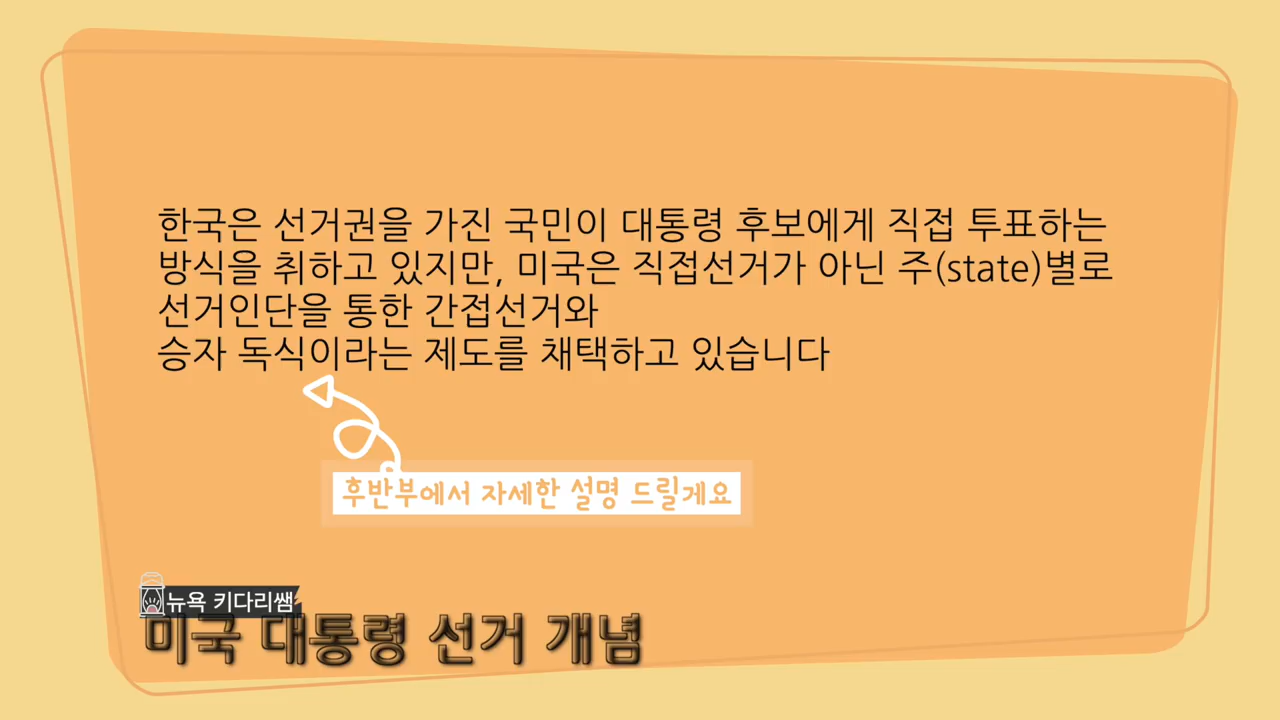 한국은 선거권을 가진 국민이 대통령 후보에게 직접 투표하는
방식을 취하고 있지만, 미국은 직접선거가 아닌 주(state)별로
선거인단을 통한 간접선거와
승자 독식이라는 제도를 채택하고 있습니다
후반부에서 자세한 설명 드릴게요
뉴욕 키다리쌤
미국 대통령 선거 개념